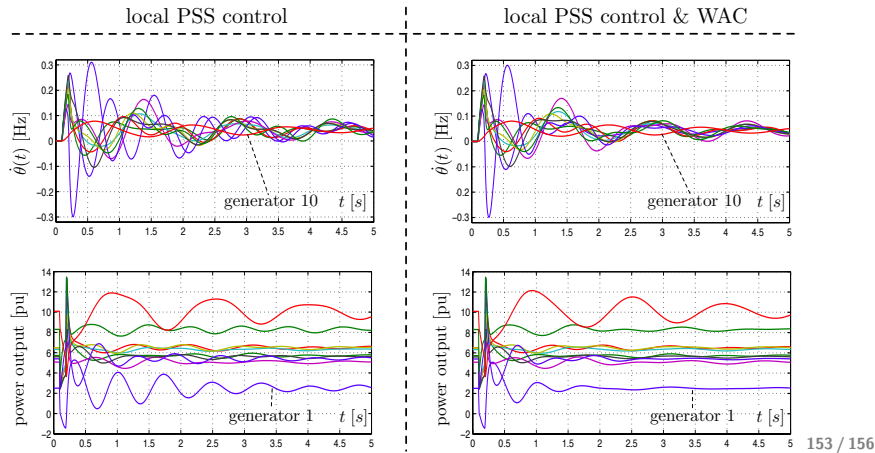 local PSS control
local PSS control & WAC
0.3
0.2
0.1
0
−0.1
−0.2
−0.3
θ̇(t) [Hz]
generator 10
t [s]
0 0.5 1 1.5 2 2.5 3 3.5 4 4.5 5
0.3
0.2
0.1
0
−0.1
−0.2
−0.3
θ̇(t) [Hz]
generator 10
t [s]
0 0.5 1 1.5 2 2.5 3 3.5 4 4.5 5
14
12
10
8
6
4
2
0
−2
power output [pu]
generator 1
t [s]
0 0.5 1 1.5 2 2.5 3 3.5 4 4.5 5
14
12
10
8
6
4
2
0
−2
power output [pu]
generator 1
t [s]
0 0.5 1 1.5 2 2.5 3 3.5 4 4.5 5
153 / 156